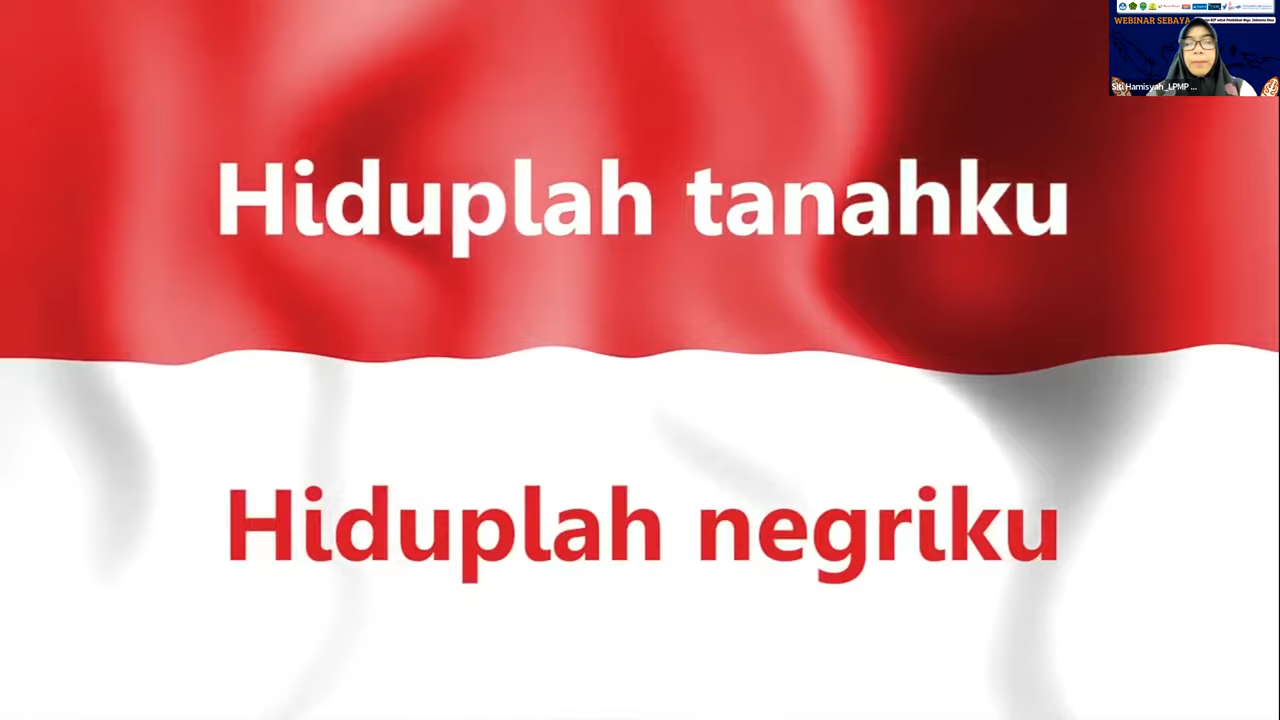 Hiduplah tanahku
Hiduplah negriku
WEBINAR SEBAYA
Siti Hamisyah_LPMP ...